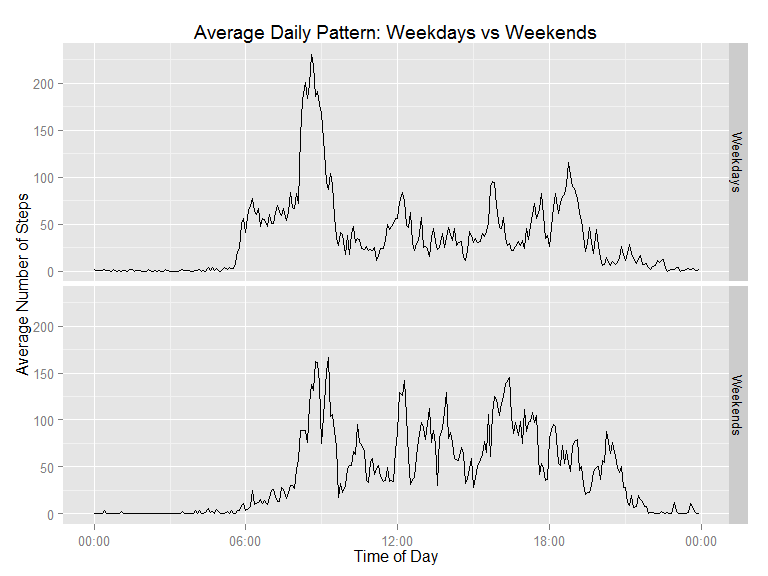 Average Daily Pattern: Weekdays vs Weekends
Average Number of Steps
200
150
100
50
0
Weekdays
200
150
100
50
0
Weekends
00:00 06:00 12:00 18:00 00:00
Time of Day